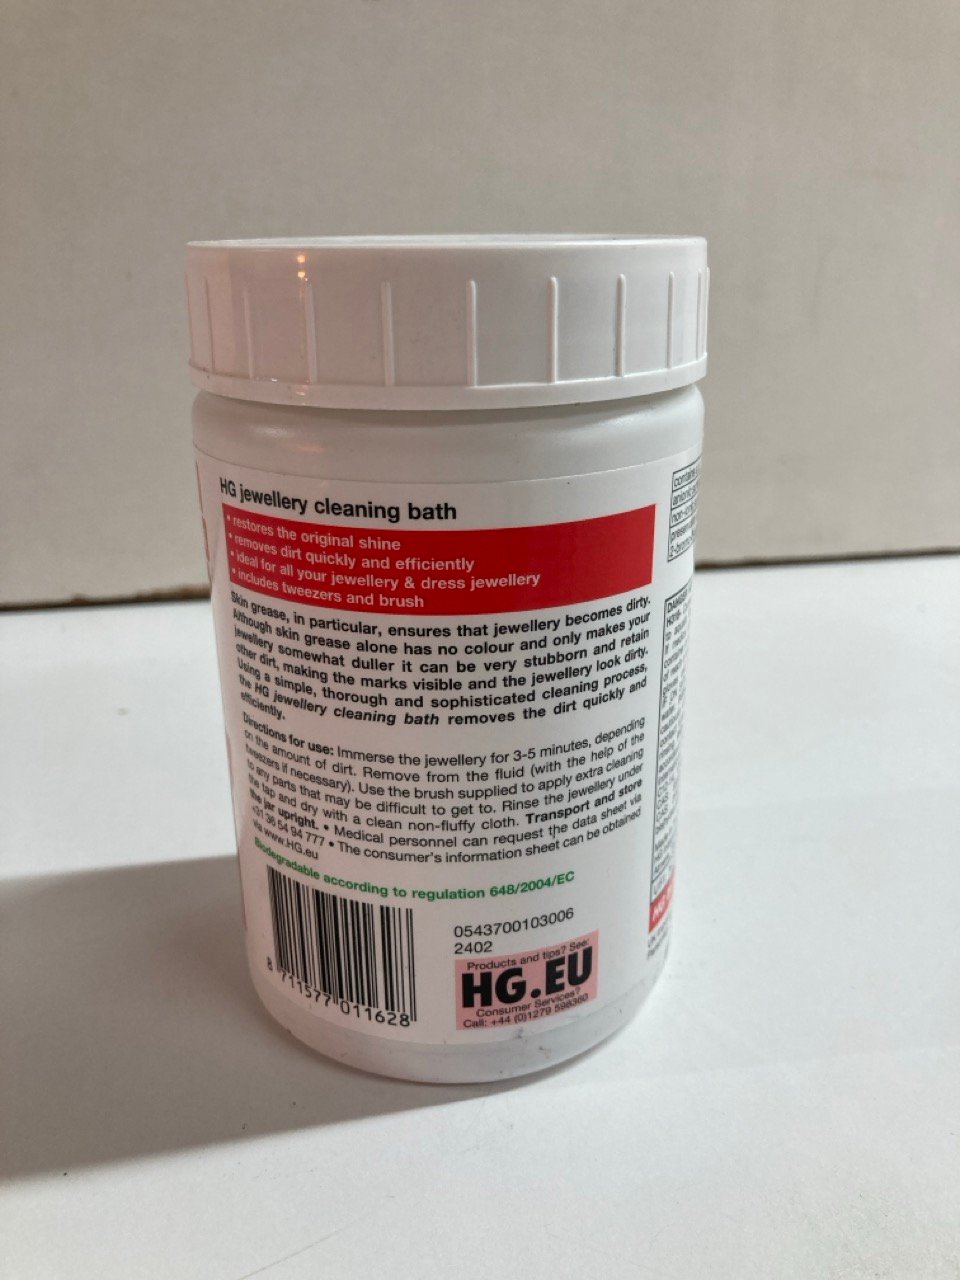 HG jewellery cleaning bath
• restores the original shine
• removes dirt quickly and efficiently
• ideal for all your jewellery & dress jewellery
• includes tweezers and brush
Skin grease, in particular, ensures that jewellery becomes dirty.
Although skin grease alone has no colour and only makes your
jewellery somewhat duller it can be very stubborn and retain
other dirt, making the marks visible and the jewellery look dirty.
Using a simple, thorough and sophisticated cleaning process,
the HG jewellery cleaning bath removes the dirt quickly and
efficiently.
Directions for use: Immerse the jewellery for 3-5 minutes, depending
on the amount of dirt. Remove from the fluid (with the help of the
tweezers if necessary). Use the brush supplied to apply extra cleaning
to any parts that may be difficult to get to. Rinse the jewellery under
the tap and dry with a clean non-fluffy cloth. Transport and store
the jar upright. • Medical personnel can request the data sheet via
+31 36 54 94 777 • The consumer's information sheet can be obtained
via www.HG.eu
Biodegradable according to regulation 648/2004/EC
0543700103006
2402
8 711577 011628
Products and tips? See:
HG.EU
Consumer Services?
Call: +44 (0)1279 598360